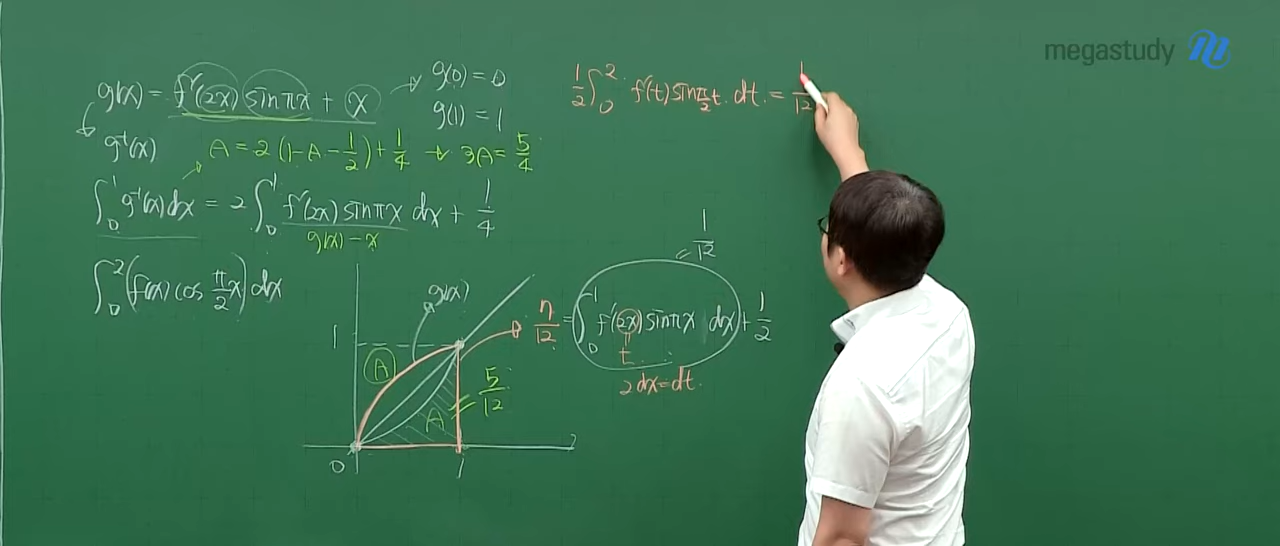 megastudy
g(x) = f'(2x) sinπx + x → g(0) = 0
g(1) = 1
g⁻¹(x)
A = 2(1-A-1/2)+1/4 → 3A = 5/4
∫₀¹ g⁻¹(x)dx = 2∫₀¹ f'(2x) sinπx dx + 1/4
g(x) - x
∫₀² (f(x) cos π/2 x) dx
1/2 ∫₀² f'(t) sin π/2 t dt = 1/12
g(x)
1
A
A = 5/12
0
1
7/12 = ∫₀¹ f'(2x) sinπx dx + 1/2
= 1/12
t
2dx = dt